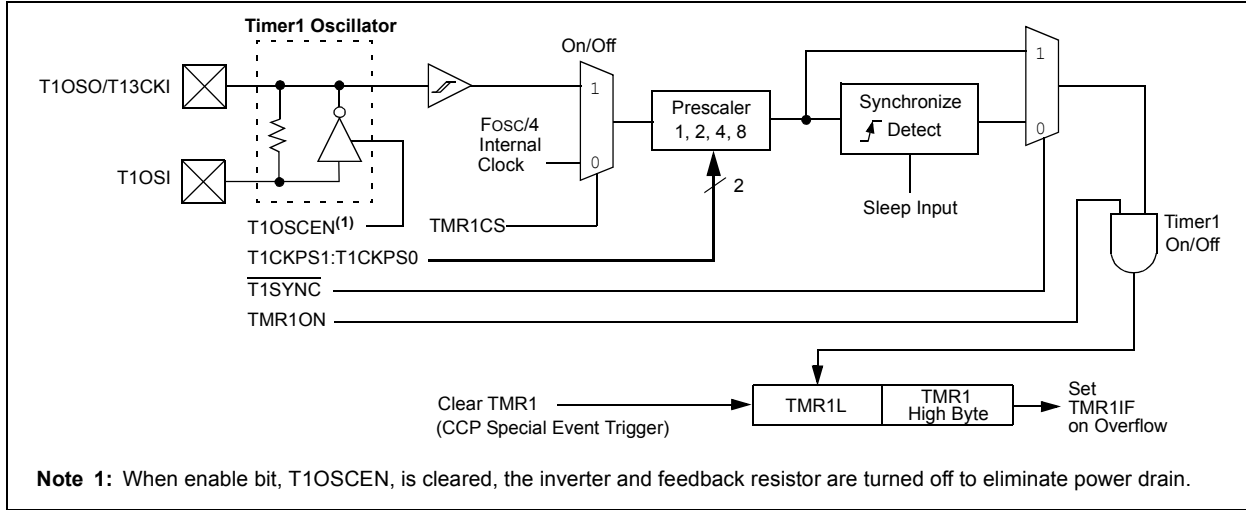 Timer1 Oscillator
T1OSO/T13CKI
T1OSI
On/Off
1
FOSC/4
Internal
Clock
0
Prescaler
1, 2, 4, 8
2
Synchronize
Detect
Sleep Input
1
0
T1OSCEN(1)
TMR1CS
T1CKPS1:T1CKPS0
T1SYNC
TMR1ON
Timer1
On/Off
Clear TMR1
(CCP Special Event Trigger)
TMR1L
TMR1
High Byte
Set
TMR1IF
on Overflow
Note 1: When enable bit, T1OSCEN, is cleared, the inverter and feedback resistor are turned off to eliminate power drain.